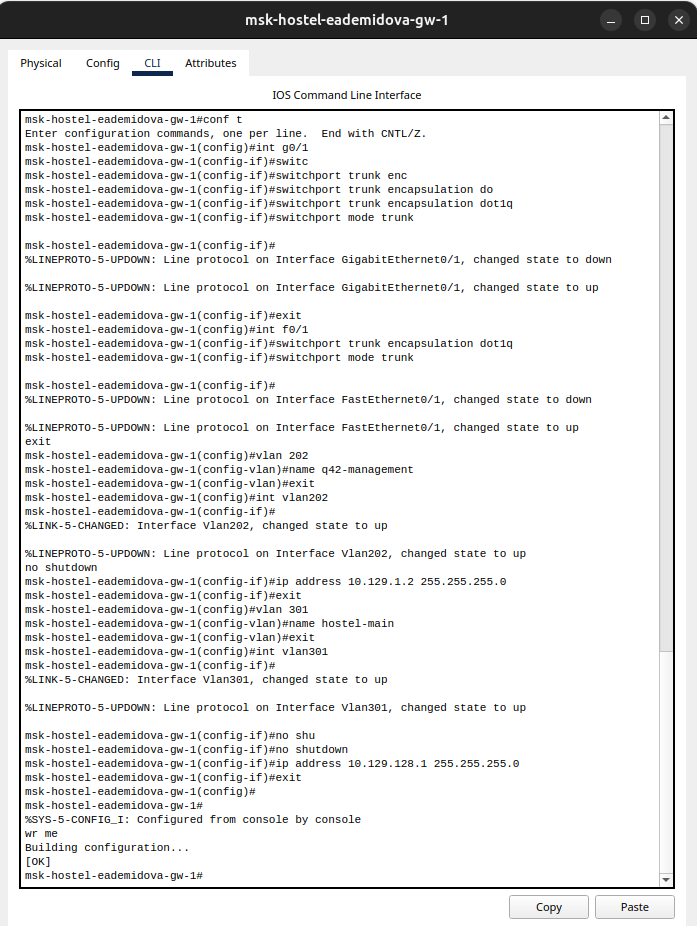 msk-hostel-eademidova-gw-1
Physical Config CLI Attributes
IOS Command Line Interface
msk-hostel-eademidova-gw-1#conf t
Enter configuration commands, one per line.  End with CNTL/Z.
msk-hostel-eademidova-gw-1(config)#int g0/1
msk-hostel-eademidova-gw-1(config-if)#switc
msk-hostel-eademidova-gw-1(config-if)#switchport trunk enc
msk-hostel-eademidova-gw-1(config-if)#switchport trunk encapsulation do
msk-hostel-eademidova-gw-1(config-if)#switchport trunk encapsulation dot1q
msk-hostel-eademidova-gw-1(config-if)#switchport mode trunk
msk-hostel-eademidova-gw-1(config-if)#
%LINEPROTO-5-UPDOWN: Line protocol on Interface GigabitEthernet0/1, changed state to down
%LINEPROTO-5-UPDOWN: Line protocol on Interface GigabitEthernet0/1, changed state to up
msk-hostel-eademidova-gw-1(config-if)#exit
msk-hostel-eademidova-gw-1(config)#int f0/1
msk-hostel-eademidova-gw-1(config-if)#switchport trunk encapsulation dot1q
msk-hostel-eademidova-gw-1(config-if)#switchport mode trunk
msk-hostel-eademidova-gw-1(config-if)#
%LINEPROTO-5-UPDOWN: Line protocol on Interface FastEthernet0/1, changed state to down
%LINEPROTO-5-UPDOWN: Line protocol on Interface FastEthernet0/1, changed state to up
exit
msk-hostel-eademidova-gw-1(config)#vlan 202
msk-hostel-eademidova-gw-1(config-vlan)#name q42-management
msk-hostel-eademidova-gw-1(config-vlan)#exit
msk-hostel-eademidova-gw-1(config)#int vlan202
msk-hostel-eademidova-gw-1(config-if)#
%LINK-5-CHANGED: Interface Vlan202, changed state to up
%LINEPROTO-5-UPDOWN: Line protocol on Interface Vlan202, changed state to up
no shutdown
msk-hostel-eademidova-gw-1(config-if)#ip address 10.129.1.2 255.255.255.0
msk-hostel-eademidova-gw-1(config-if)#exit
msk-hostel-eademidova-gw-1(config)#vlan 301
msk-hostel-eademidova-gw-1(config-vlan)#name hostel-main
msk-hostel-eademidova-gw-1(config-vlan)#exit
msk-hostel-eademidova-gw-1(config)#int vlan301
msk-hostel-eademidova-gw-1(config-if)#
%LINK-5-CHANGED: Interface Vlan301, changed state to up
%LINEPROTO-5-UPDOWN: Line protocol on Interface Vlan301, changed state to up
msk-hostel-eademidova-gw-1(config-if)#no shu
msk-hostel-eademidova-gw-1(config-if)#no shutdown
msk-hostel-eademidova-gw-1(config-if)#ip address 10.129.128.1 255.255.255.0
msk-hostel-eademidova-gw-1(config-if)#exit
msk-hostel-eademidova-gw-1(config)#
msk-hostel-eademidova-gw-1#
%SYS-5-CONFIG_I: Configured from console by console
wr me
Building configuration...
[OK]
msk-hostel-eademidova-gw-1#
Copy Paste